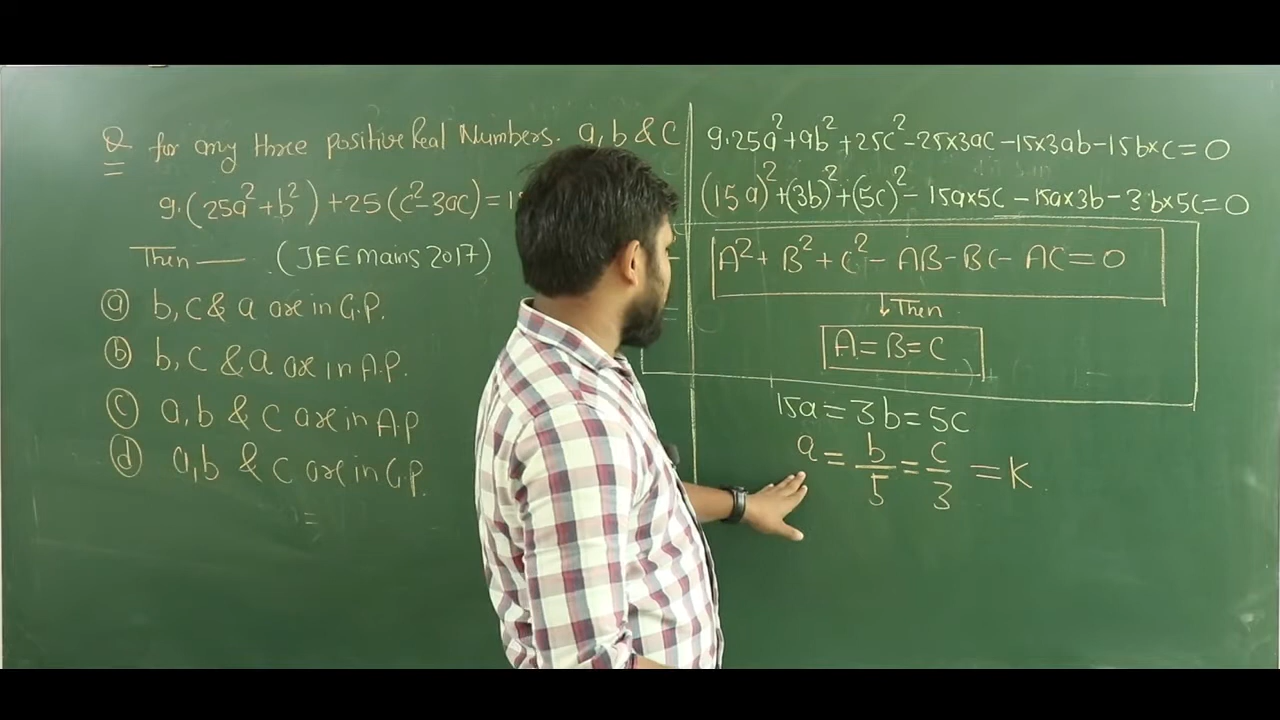 Q for any three positive Real Numbers. a, b & C
9.(25a²+b²)+25(c²-3ac)=1
Then — (JEE mains 2017)
(a) b, c & a are in G.P.
(b) b, c & a are in A.P.
(c) a, b & c are in A.P
(d) a, b & c are in G.P.
9.25a²+9b²+25c²-25×3ac-15×3ab-15b×c=0
(15a)²+(3b)²+(5c)²-15a×5c-15a×3b-3b×5c=0
A²+B²+C²-AB-BC-AC=0
↓Then
A=B=C
15a=3b=5c
a=b/5=c/3=K